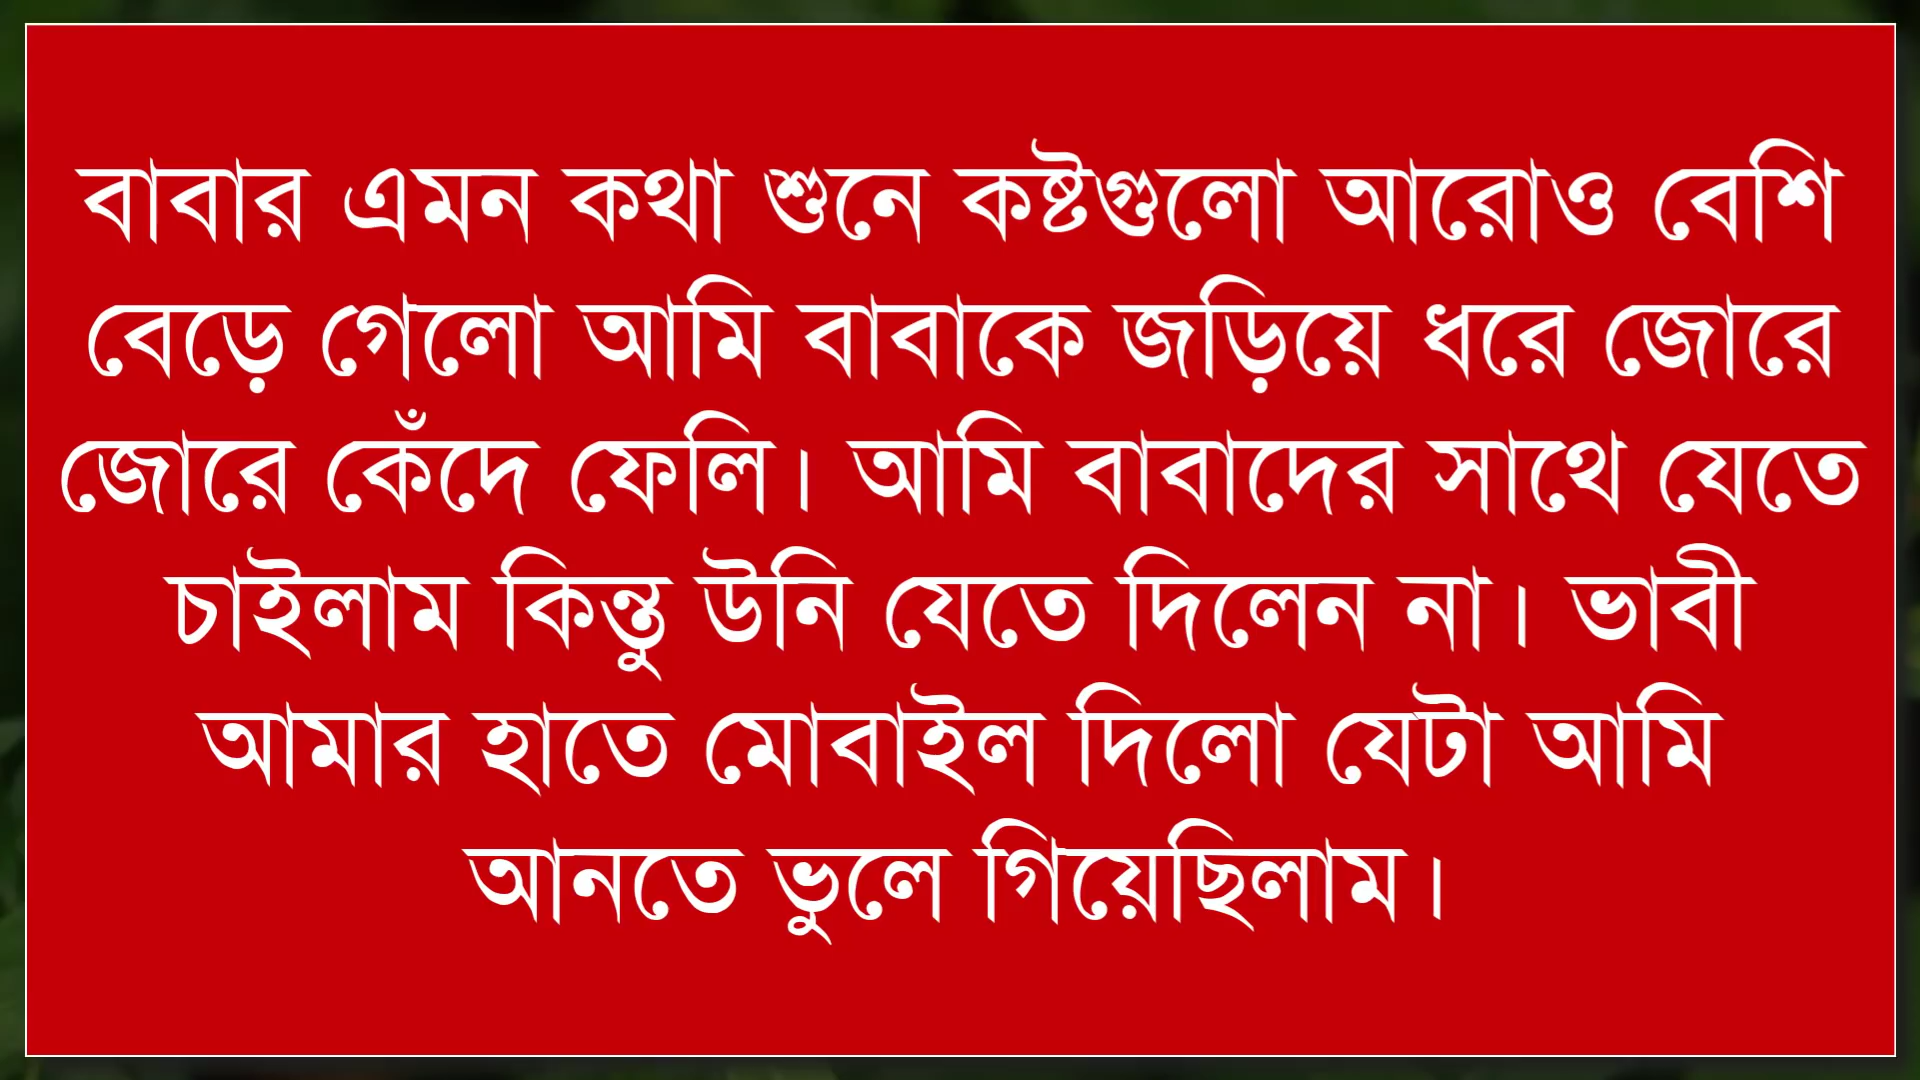 বাবার এমন কথা শুনে কষ্টগুলো আরোও বেশি
বেড়ে গেলো আমি বাবাকে জড়িয়ে ধরে জোরে
জোরে কেঁদে ফেলি। আমি বাবাদের সাথে যেতে
চাইলাম কিন্তু উনি যেতে দিলেন না। ভাবী
আমার হাতে মোবাইল দিলো যেটা আমি
আনতে ভুলে গিয়েছিলাম।